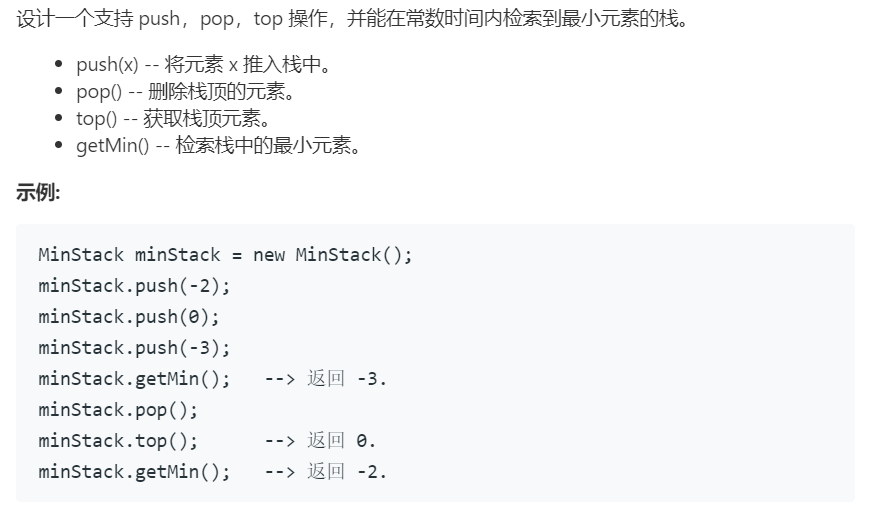 设计一个支持 push，pop，top 操作，并能在常数时间内检索到最小元素的栈。
• push(x) -- 将元素 x 推入栈中。
• pop() -- 删除栈顶的元素。
• top() -- 获取栈顶元素。
• getMin() -- 检索栈中的最小元素。
示例:
MinStack minStack = new MinStack();
minStack.push(-2);
minStack.push(0);
minStack.push(-3);
minStack.getMin();   --> 返回 -3.
minStack.pop();
minStack.top();      --> 返回 0.
minStack.getMin();   --> 返回 -2.